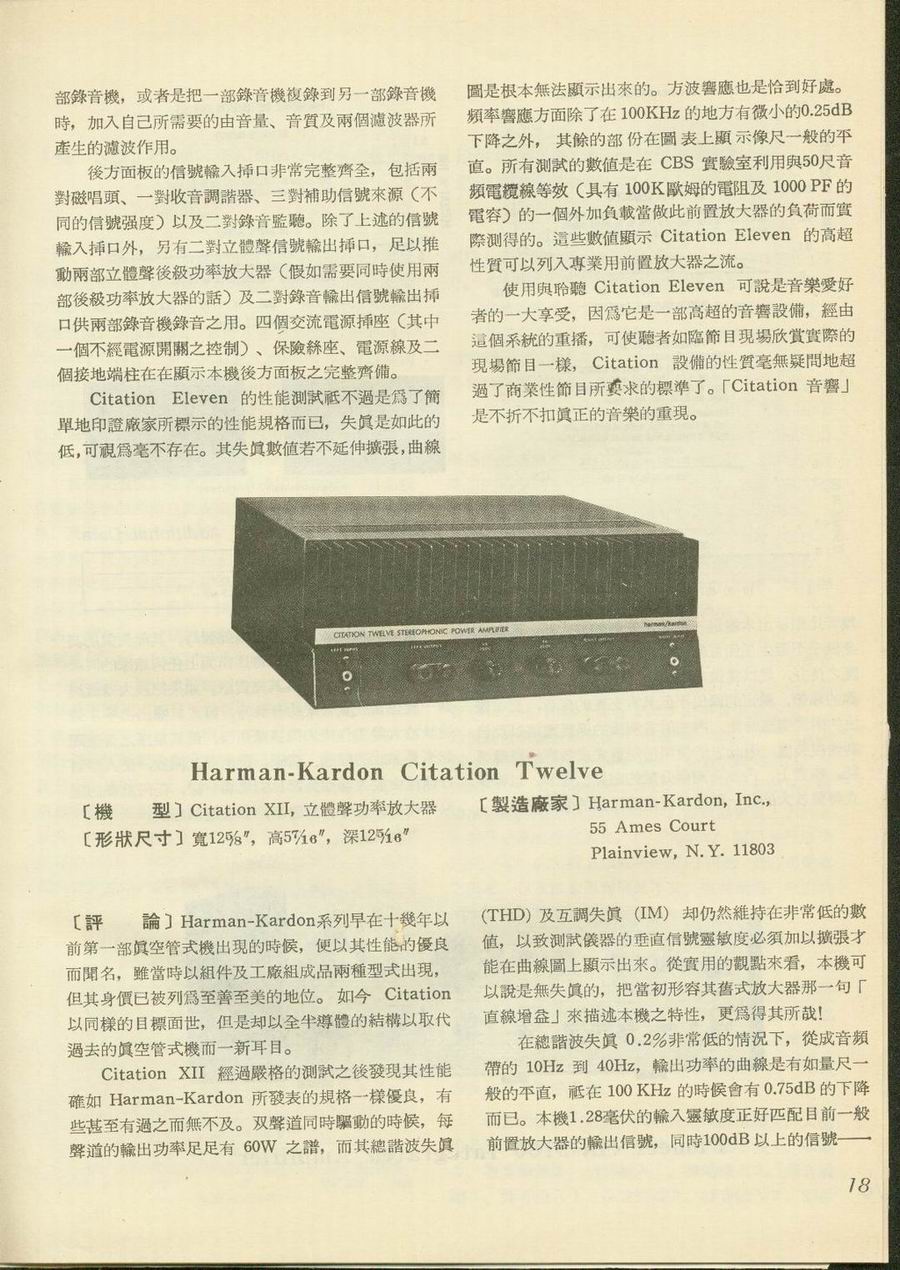 部錄音機，或者是把一部錄音機複錄到另一部錄音機
時，加入自己所需要的由音量、音質及兩個濾波器所
產生的濾波作用。
後方面板的信號輸入揷口非常完整齊全，包括兩
對磁唱頭、一對收音調諧器、三對補助信號來源（不
同的信號强度）以及二對錄音監聽。除了上述的信號
輸入揷口外，另有二對立體聲信號輸出揷口，足以推
動兩部立體聲後級功率放大器（假如需要同時使用兩
部後級功率放大器的話）及二對錄音輸出信號輸出揷
口供兩部錄音機錄音之用。四個交流電源揷座（其中
一個不經電源開關之控制）、保險絲座、電源線及二
個接地端柱在在顯示本機後方面板之完整齊備。
Citation Eleven 的性能測試祗不過是爲了簡
單地印證廠家所標示的性能規格而已，失眞是如此的
低，可視爲毫不存在。其失眞數值若不延伸擴張，曲線
圖是根本無法顯示出來的。方波響應也是恰到好處。
頻率響應方面除了在 100KHz 的地方有微小的0.25dB
下降之外，其餘的部份在圖表上顯示像尺一般的平
直。所有測試的數值是在 CBS 實驗室利用與50尺音
頻電纜線等效（具有 100K歐姆的電阻及 1000 PF 的
電容）的一個外加負載當做此前置放大器的負荷而實
際測得的。這些數值顯示 Citation Eleven 的高超
性質可以列入專業用前置放大器之流。
使用與聆聽 Citation Eleven 可說是音樂愛好
者的一大享受，因爲它是一部高超的音響設備，經由
這個系統的重播，可使聽者如臨節目現場欣賞實際的
現場節目一樣，Citation 設備的性質毫無疑問地超
過了商業性節目所要求的標準了。「Citation 音響」
是不折不扣眞正的音樂的重現。
CITATION TWELVE STEREOPHONIC POWER AMPLIFIER
harman/kardon
LEFT INPUT
LEFT OUTPUT
RIGHT OUTPUT
RIGHT INPUT
Harman-Kardon Citation Twelve
〔機　　型〕Citation XII, 立體聲功率放大器
〔形狀尺寸〕寬12⅝″，高5⁷⁄₁₆″，深12⁵⁄₁₆″
〔製造廠家〕Harman-Kardon, Inc.,
55 Ames Court
Plainview, N.Y. 11803
〔評　　論〕Harman-Kardon系列早在十幾年以
前第一部眞空管式機出現的時候，便以其性能的優良
而聞名，雖當時以組件及工廠組成品兩種型式出現，
但其身價已被列爲至善至美的地位。如今 Citation
以同樣的目標面世，但是却以全半導體的結構以取代
過去的眞空管式機而一新耳目。
Citation XII 經過嚴格的測試之後發現其性能
確如 Harman-Kardon 所發表的規格一樣優良，有
些甚至有過之而無不及。双聲道同時驅動的時候，每
聲道的輸出功率足足有 60W 之譜，而其總諧波失眞
(THD) 及互調失眞 (IM) 却仍然維持在非常低的數
值，以致測試儀器的垂直信號靈敏度必須加以擴張才
能在曲線圖上顯示出來。從實用的觀點來看，本機可
以說是無失眞的，把當初形容其舊式放大器那一句「
直線增益」來描述本機之特性，更爲得其所哉！
在總諧波失眞 0.2%非常低的情況下，從成音頻
帶的 10Hz 到 40Hz，輸出功率的曲線是有如量尺一
般的平直，祗在 100 KHz 的時候會有 0.75dB 的下降
而已。本機1.28毫伏的輸入靈敏度正好匹配目前一般
前置放大器的輸出信號，同時100dB 以上的信號──
18